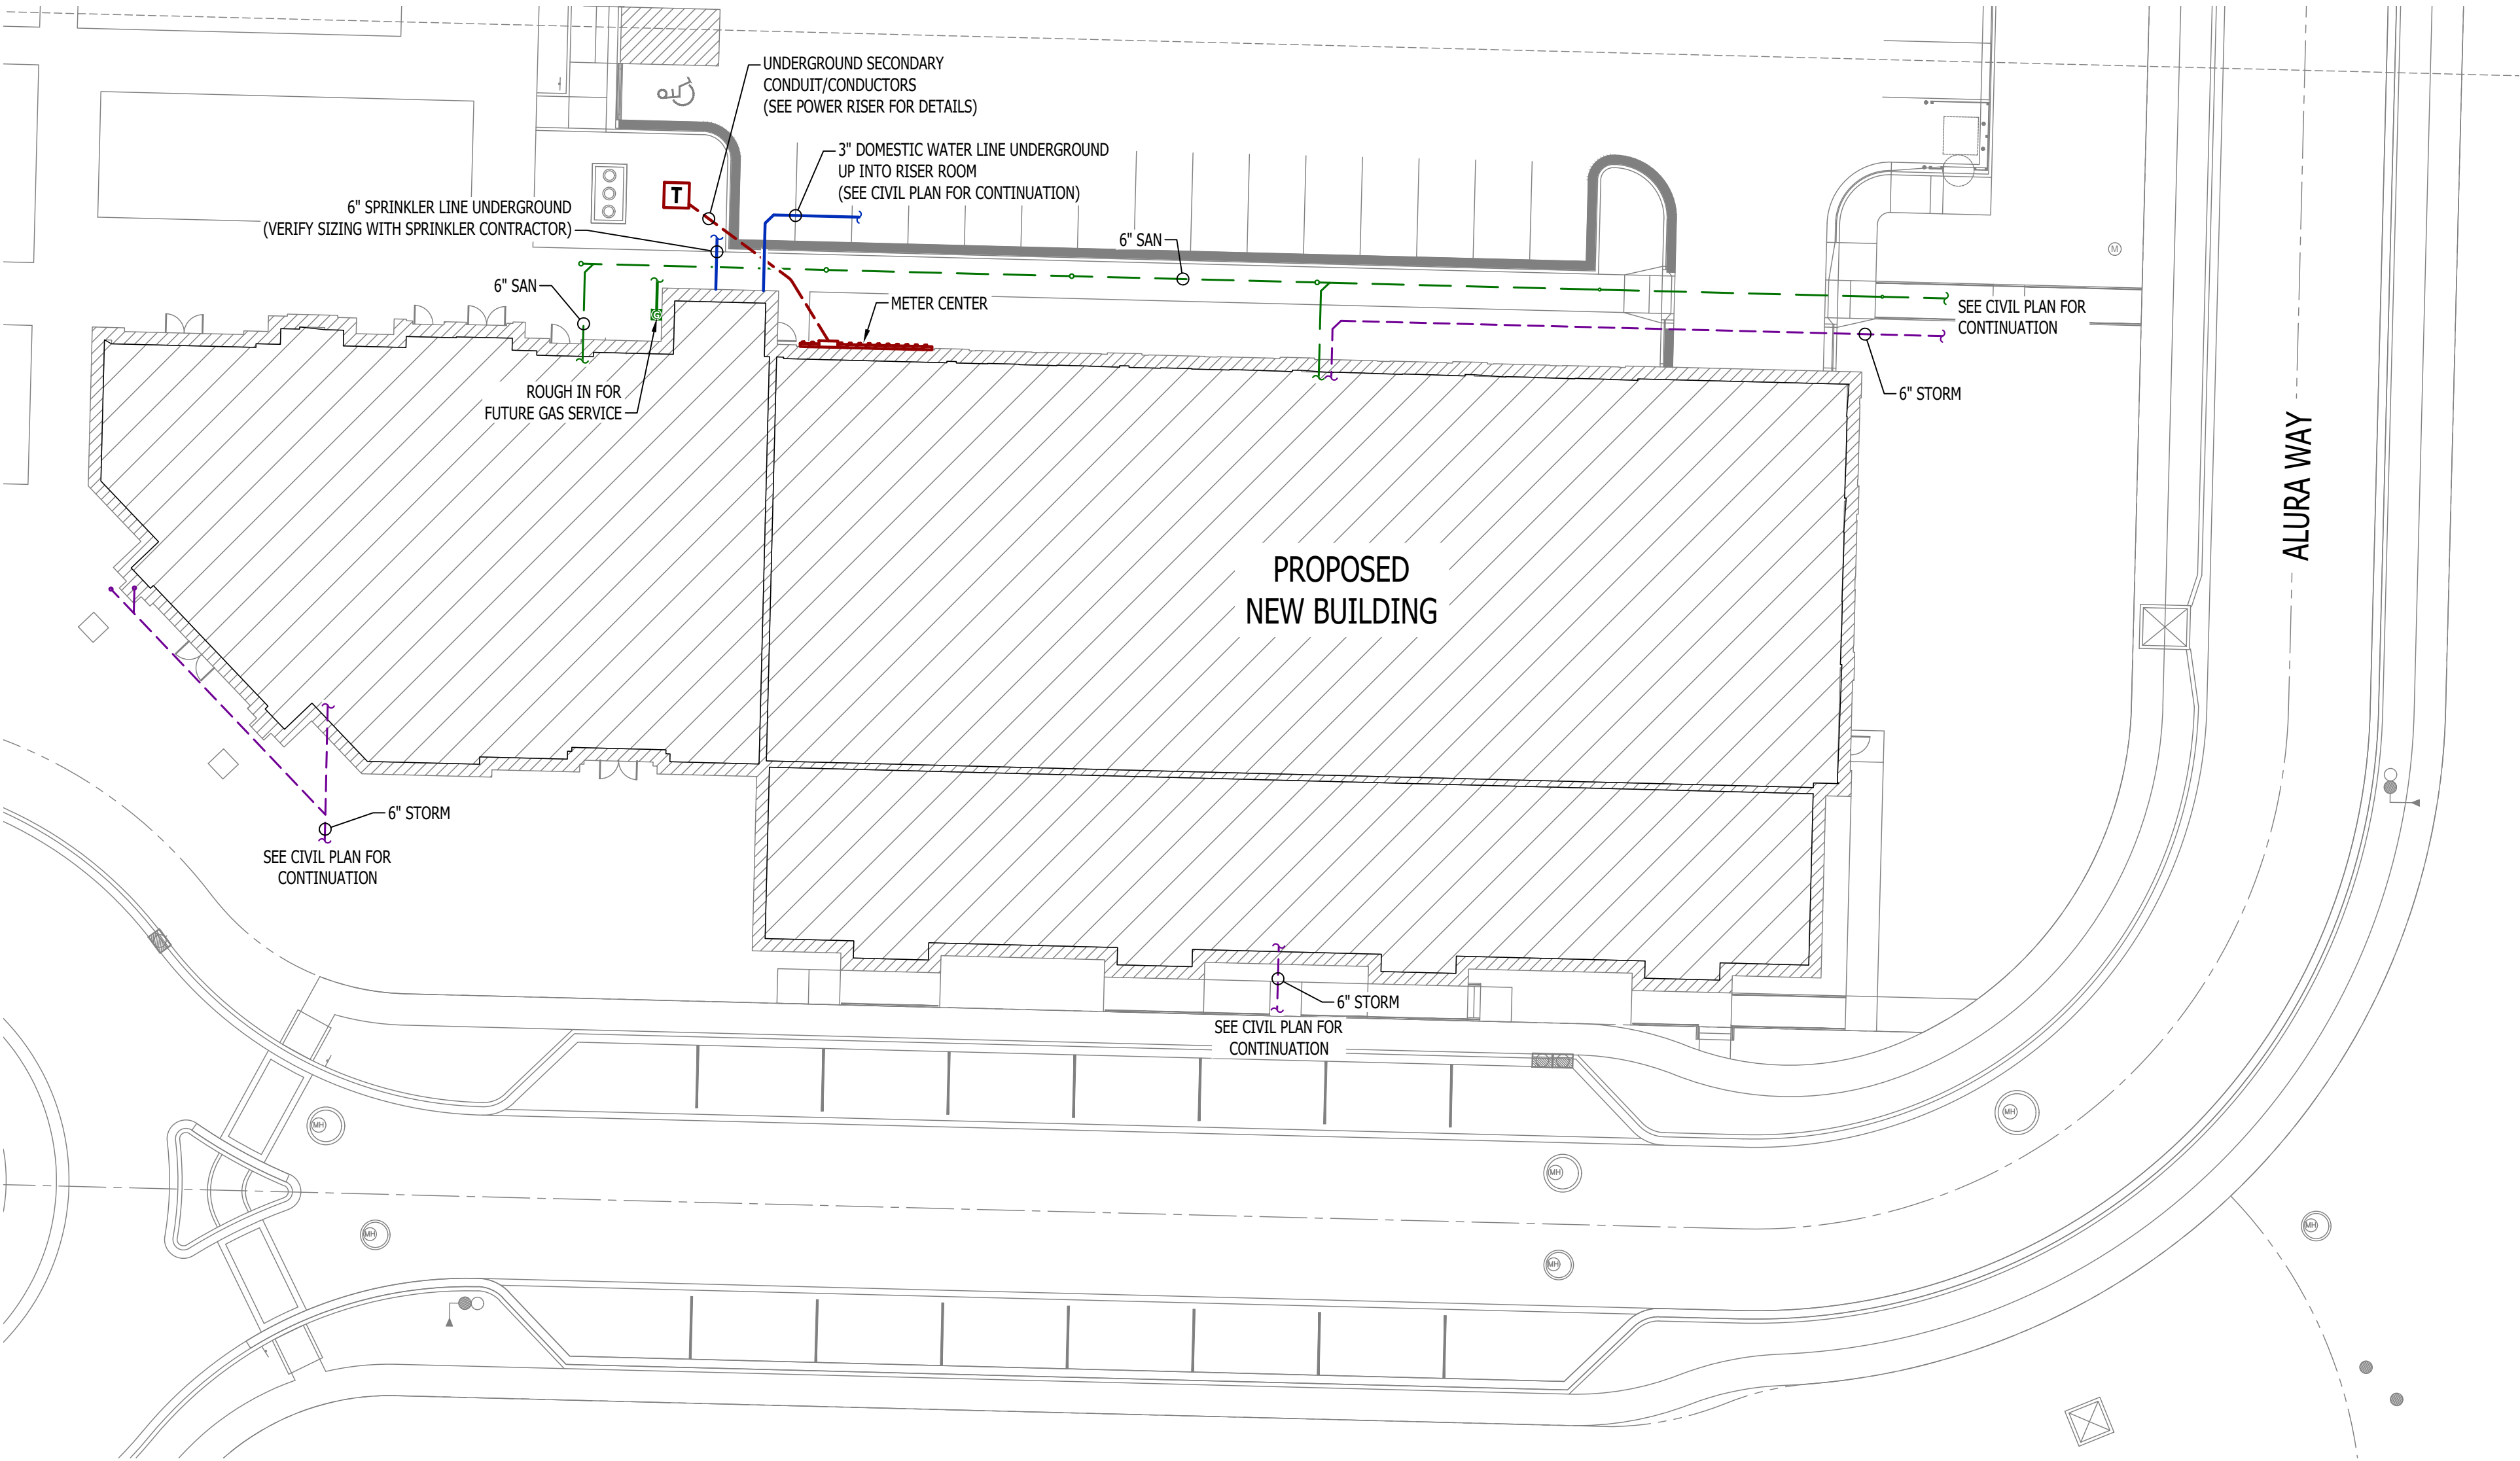 UNDERGROUND SECONDARY
CONDUIT/CONDUCTORS
(SEE POWER RISER FOR DETAILS)
3" DOMESTIC WATER LINE UNDERGROUND
UP INTO RISER ROOM
(SEE CIVIL PLAN FOR CONTINUATION)
T
6" SPRINKLER LINE UNDERGROUND
(VERIFY SIZING WITH SPRINKLER CONTRACTOR)
6" SAN
M
6" SAN
METER CENTER
SEE CIVIL PLAN FOR
CONTINUATION
G
ROUGH IN FOR
FUTURE GAS SERVICE
6" STORM
ALURA WAY
PROPOSED
NEW BUILDING
6" STORM
SEE CIVIL PLAN FOR
CONTINUATION
6" STORM
SEE CIVIL PLAN FOR
CONTINUATION
MH
MH
MH
MH
MH
MH